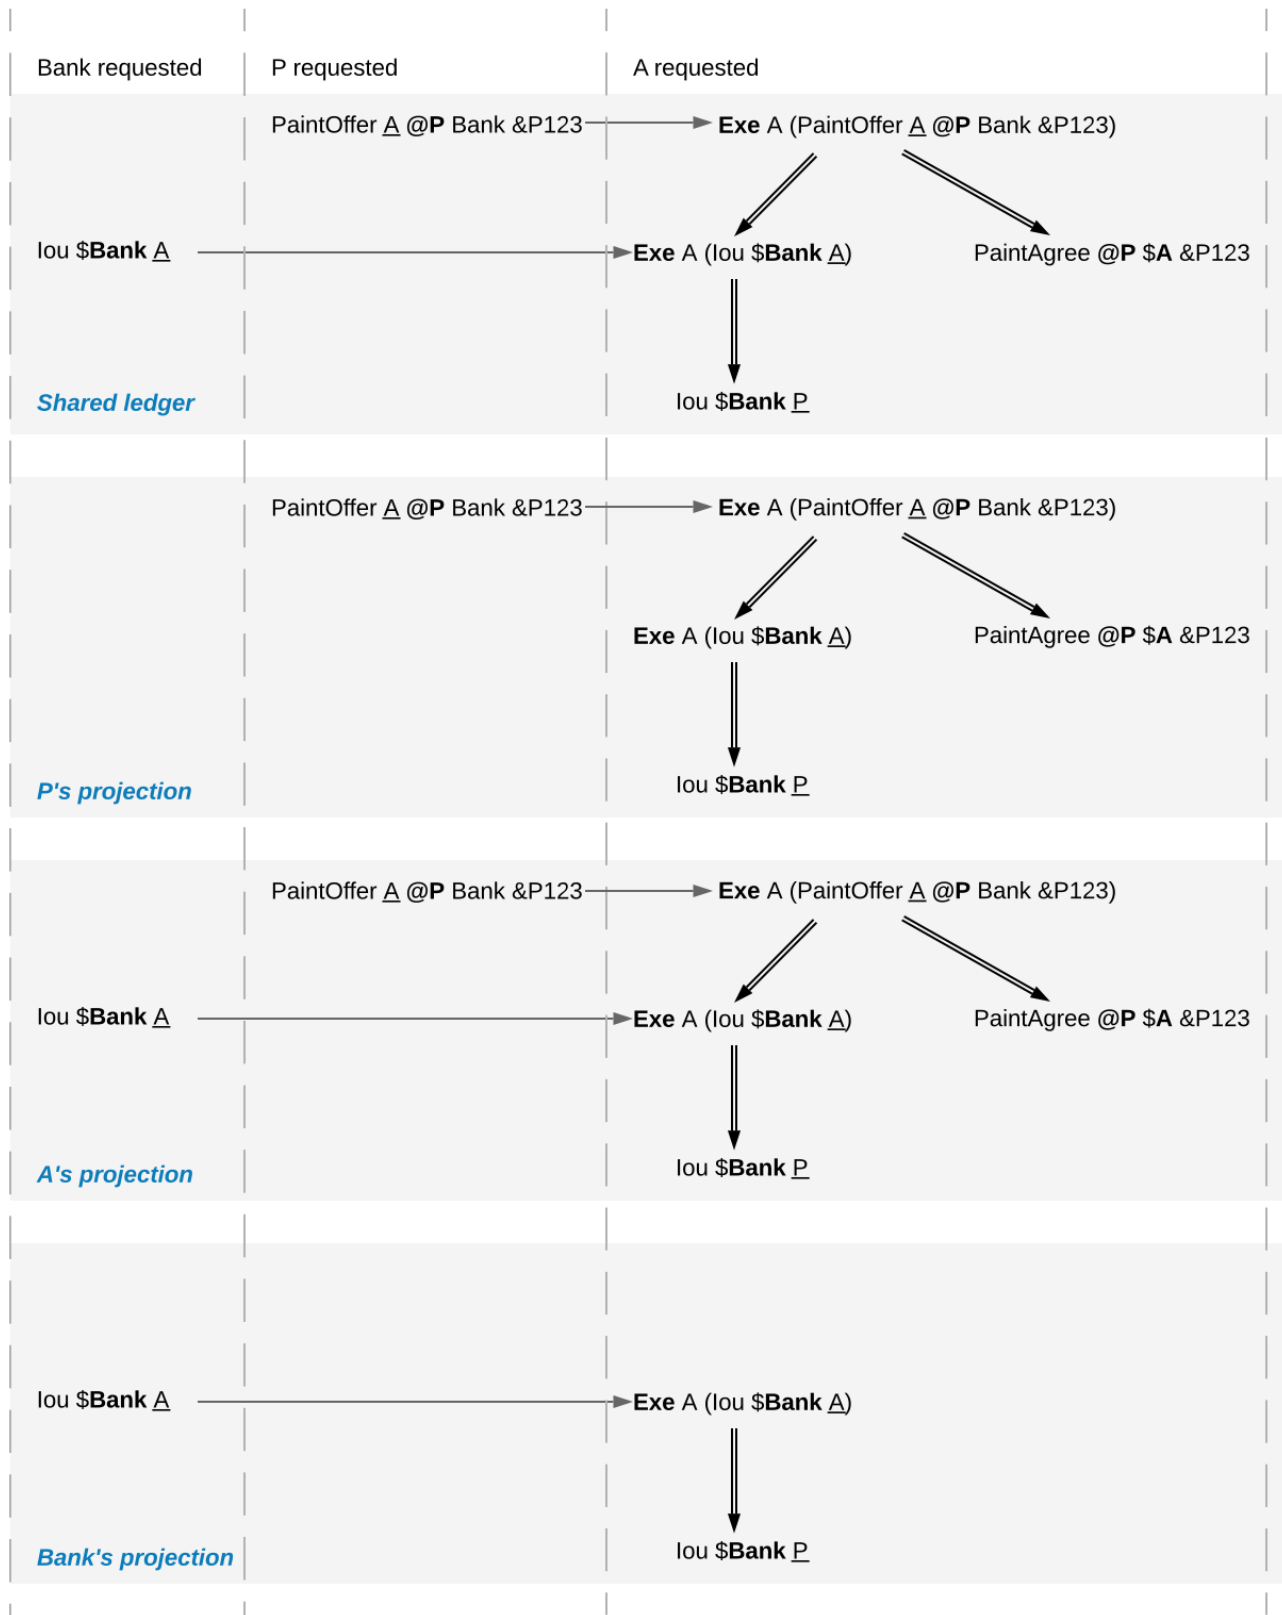 Bank requested P requested A requested
PaintOffer A @P Bank &P123 Exe A (PaintOffer A @P Bank &P123)
Iou $Bank A Exe A (Iou $Bank A) PaintAgree @P $A &P123
Shared ledger Iou $Bank P
PaintOffer A @P Bank &P123 Exe A (PaintOffer A @P Bank &P123)
Exe A (Iou $Bank A) PaintAgree @P $A &P123
Iou $Bank P
P's projection
PaintOffer A @P Bank &P123 Exe A (PaintOffer A @P Bank &P123)
Iou $Bank A Exe A (Iou $Bank A) PaintAgree @P $A &P123
Iou $Bank P
A's projection
Iou $Bank A Exe A (Iou $Bank A)
Iou $Bank P
Bank's projection